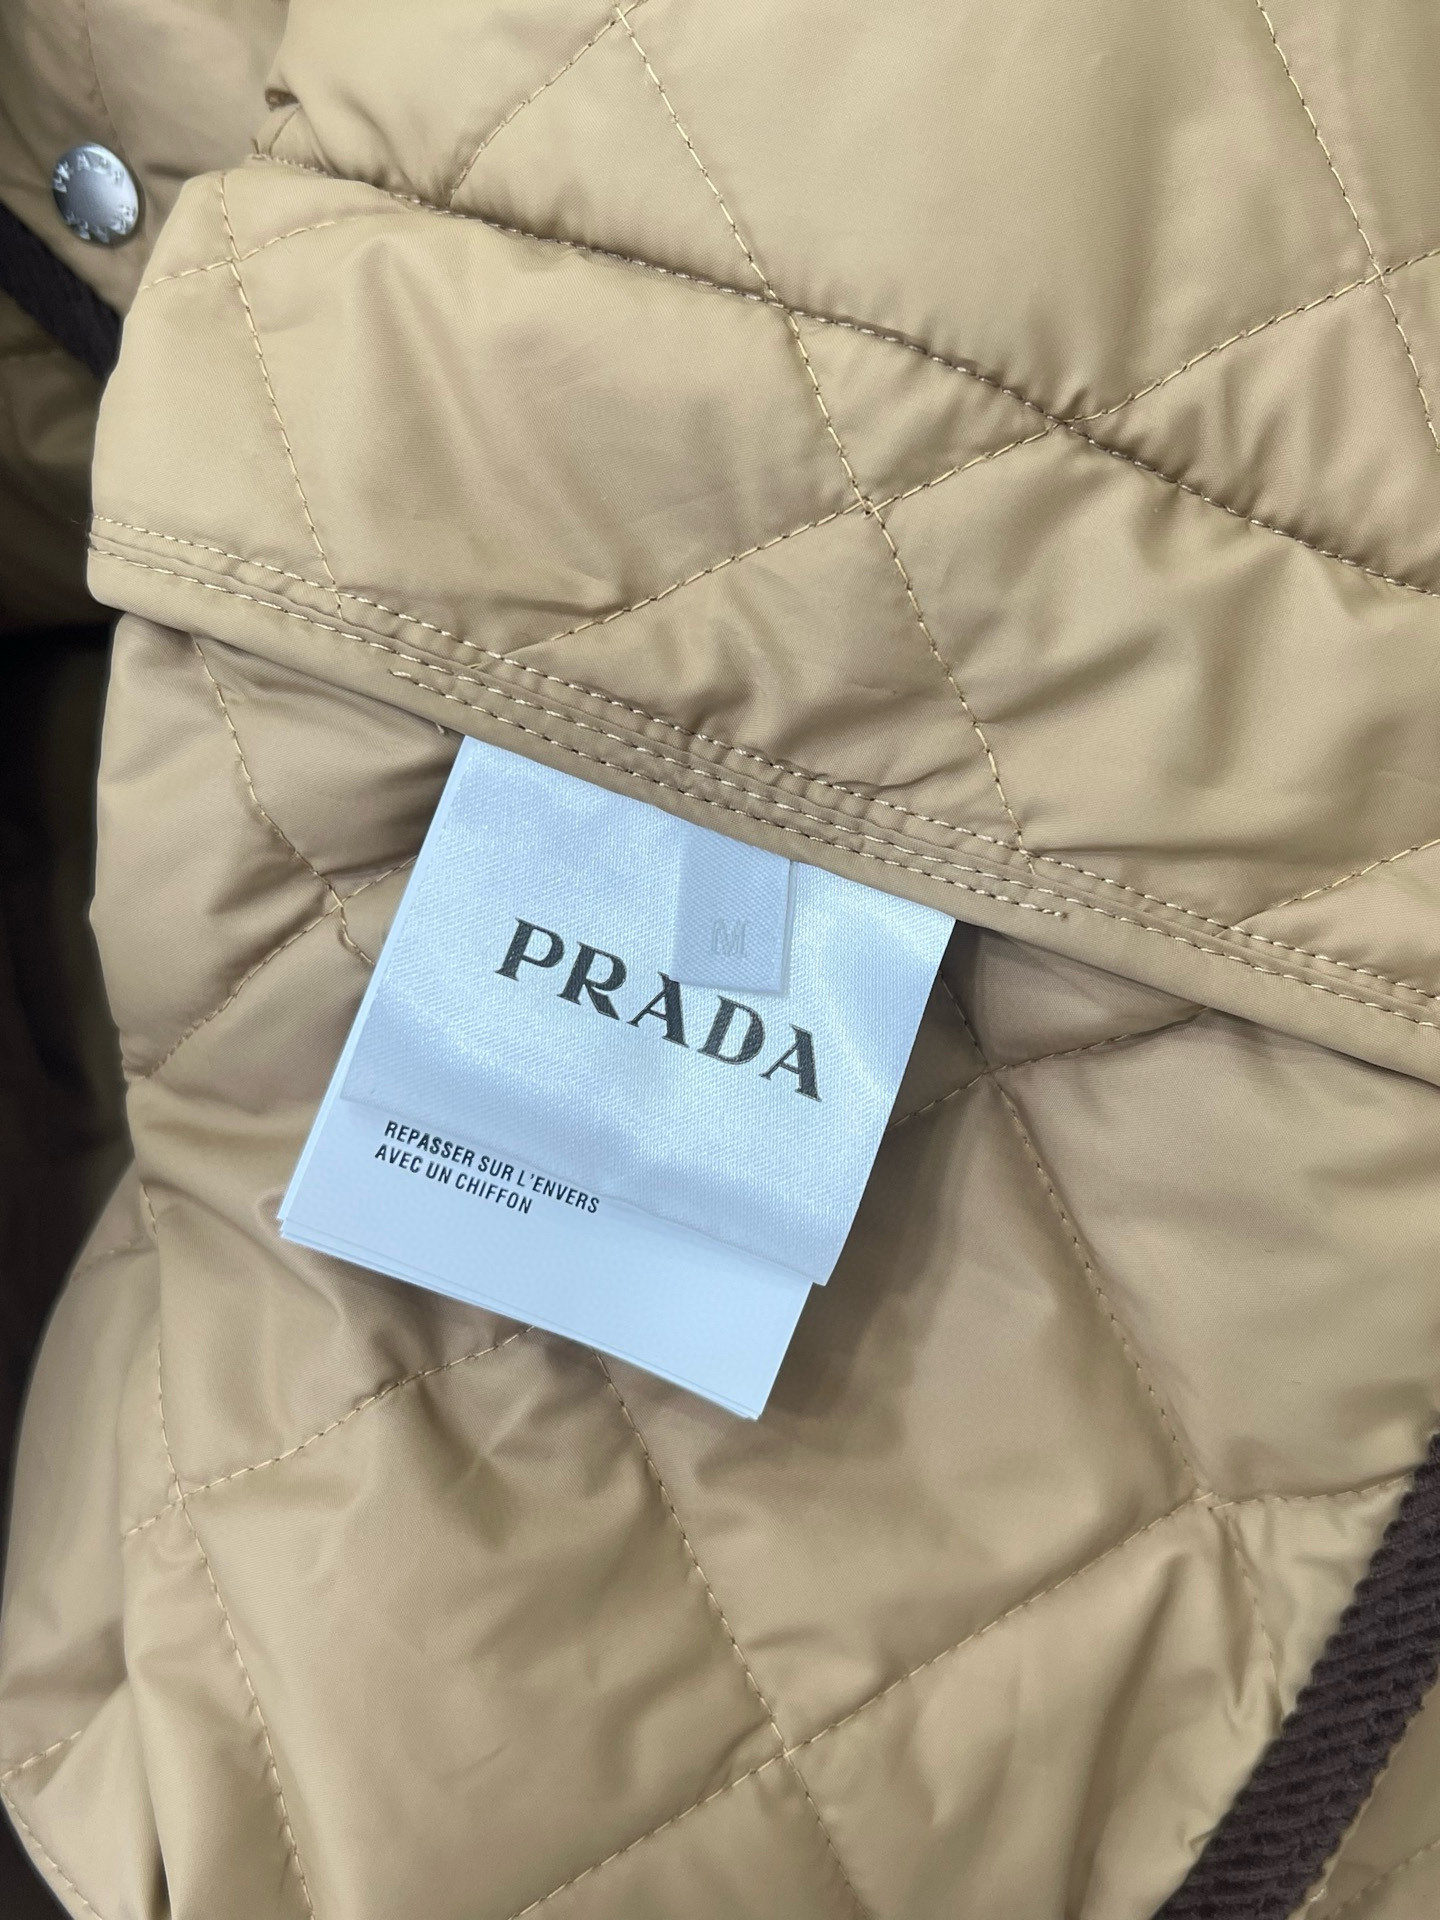 M
PRADA
REPASSER SUR L'ENVERS
AVEC UN CHIFFON